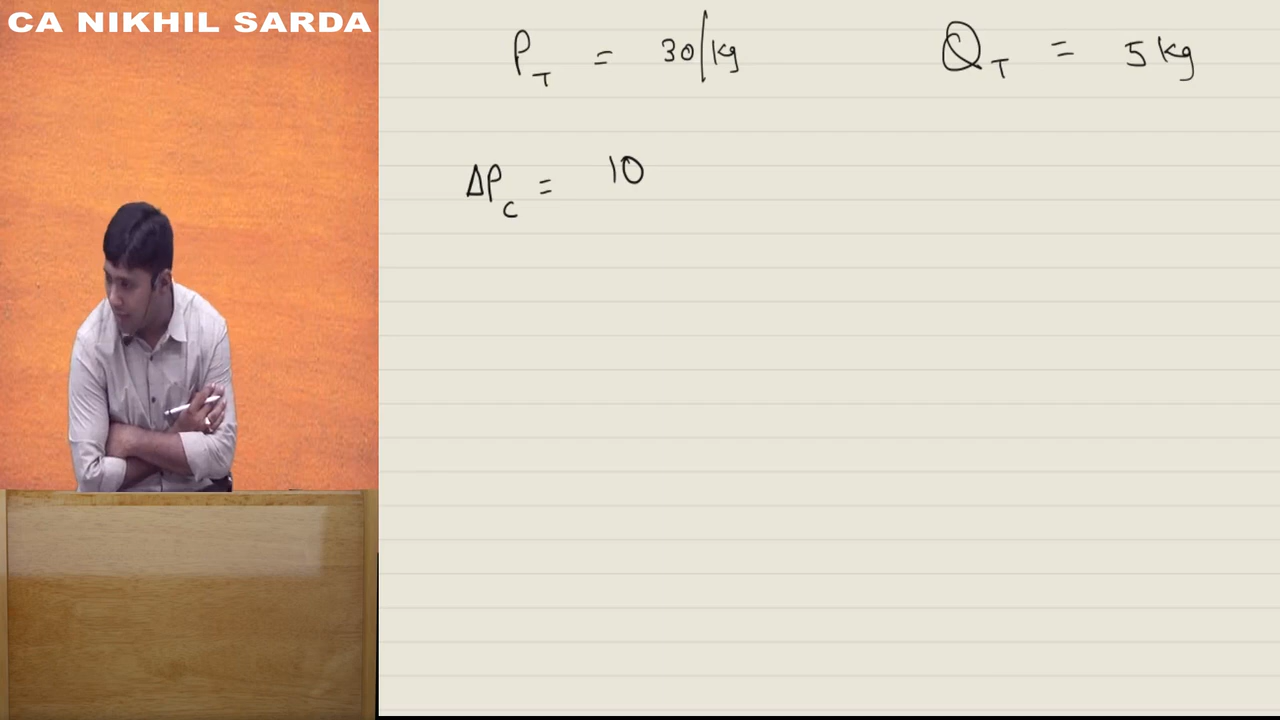 CA NIKHIL SARDA
P_T = 30/kg Q_T = 5 kg
ΔP_C = 10